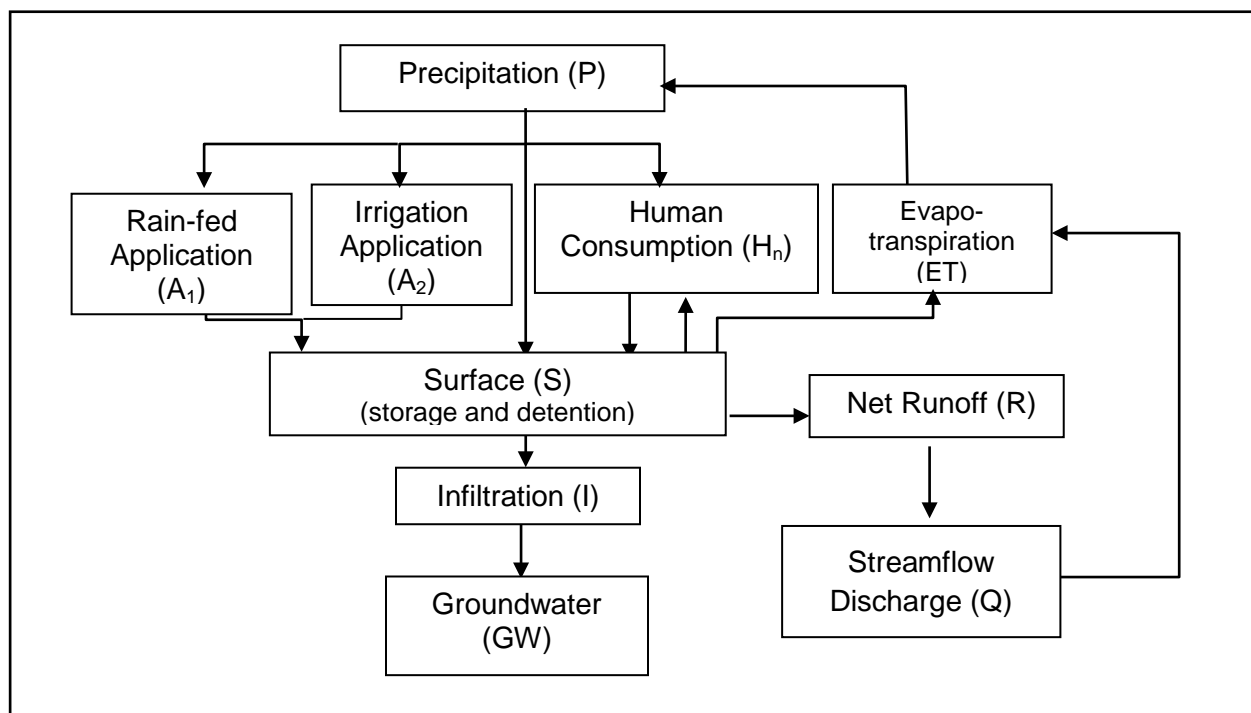 Precipitation (P)
Rain-fed
Application
(A₁)
Irrigation
Application
(A₂)
Human
Consumption (Hₙ)
Evapo-
transpiration
(ET)
Surface (S)
(storage and detention)
Net Runoff (R)
Infiltration (I)
Streamflow
Discharge (Q)
Groundwater
(GW)